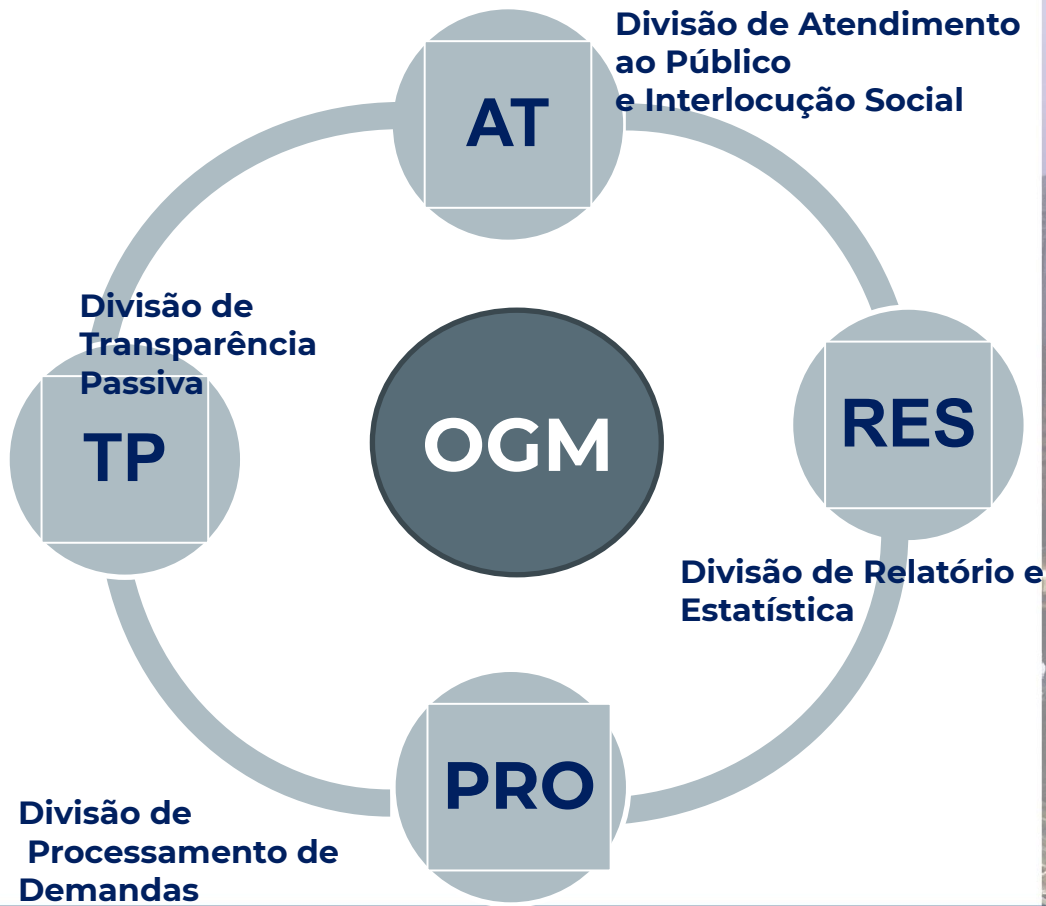 Divisão de Atendimento
ao Público
e Interlocução Social
AT
Divisão de
Transparência
Passiva
TP
OGM
RES
Divisão de Relatório e
Estatística
PRO
Divisão de
Processamento de
Demandas